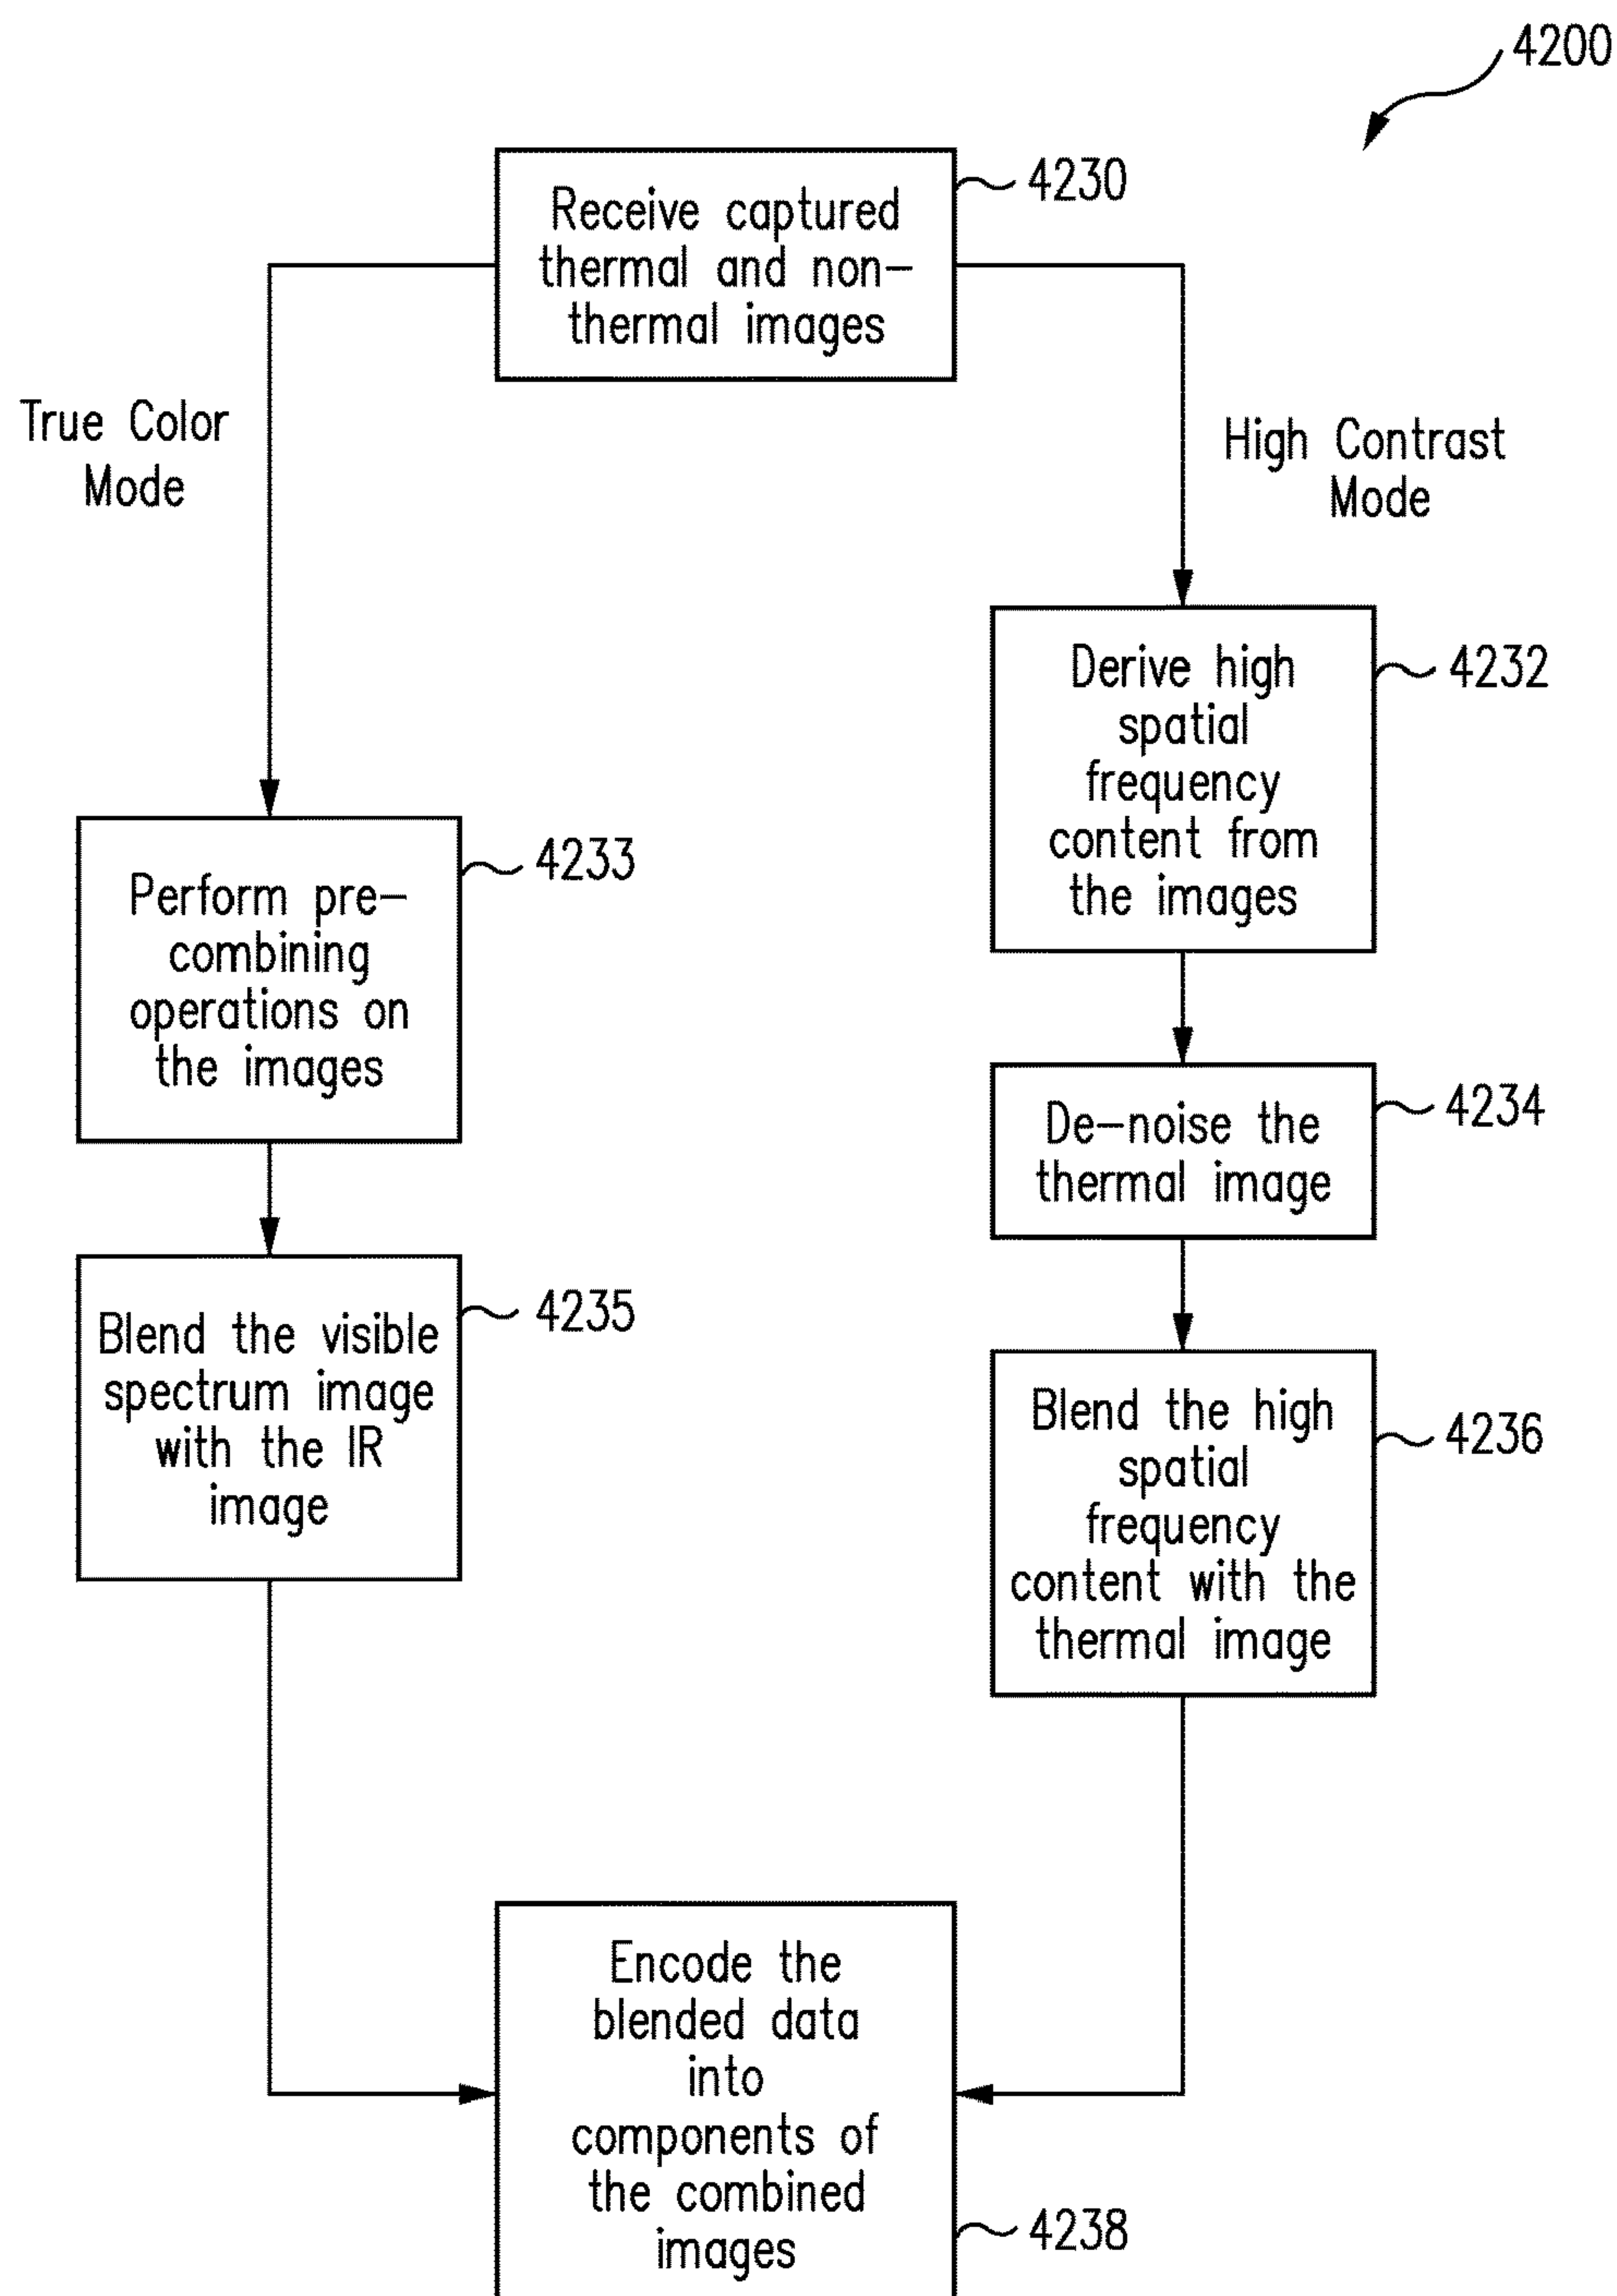 4200
Receive captured
thermal and non-
thermal images
4230
True Color
Mode
High Contrast
Mode
Derive high
spatial
frequency
content from
the images
4232
Perform pre-
combining
operations on
the images
4233
De-noise the
thermal image
4234
Blend the visible
spectrum image
with the IR
image
4235
Blend the high
spatial
frequency
content with the
thermal image
4236
Encode the
blended data
into
components of
the combined
images
4238